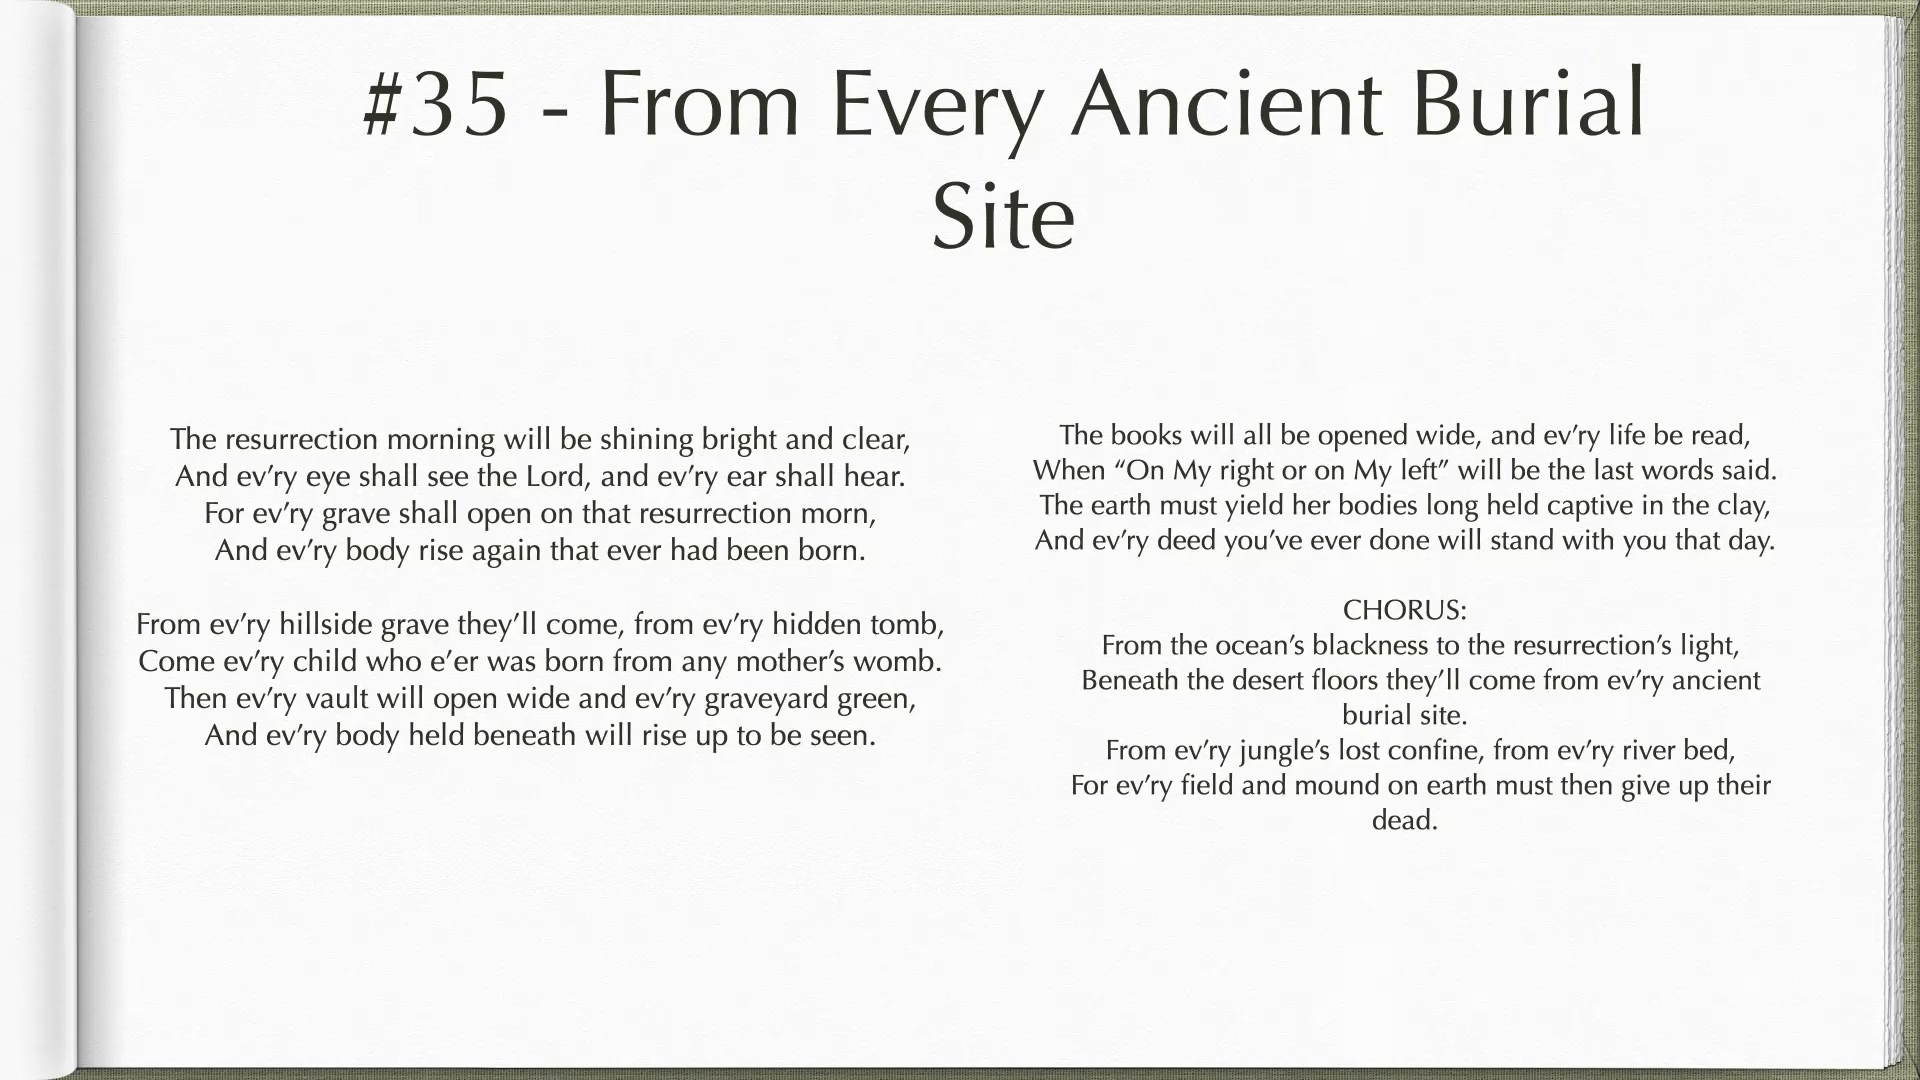 #35 - From Every Ancient Burial
Site
The resurrection morning will be shining bright and clear,
And ev’ry eye shall see the Lord, and ev’ry ear shall hear.
For ev’ry grave shall open on that resurrection morn,
And ev’ry body rise again that ever had been born.
From ev’ry hillside grave they’ll come, from ev’ry hidden tomb,
Come ev’ry child who e’er was born from any mother’s womb.
Then ev’ry vault will open wide and ev’ry graveyard green,
And ev’ry body held beneath will rise up to be seen.
The books will all be opened wide, and ev’ry life be read,
When “On My right or on My left” will be the last words said.
The earth must yield her bodies long held captive in the clay,
And ev’ry deed you’ve ever done will stand with you that day.
CHORUS:
From the ocean’s blackness to the resurrection’s light,
Beneath the desert floors they’ll come from ev’ry ancient
burial site.
From ev’ry jungle’s lost confine, from ev’ry river bed,
For ev’ry field and mound on earth must then give up their
dead.